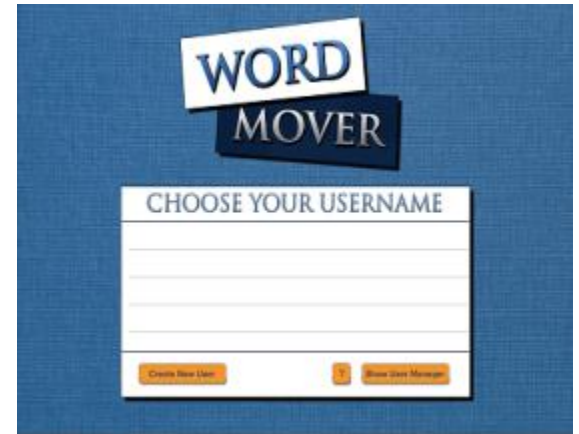 WORD
MOVER
CHOOSE YOUR USERNAME
Create New User
?
Show User Manager